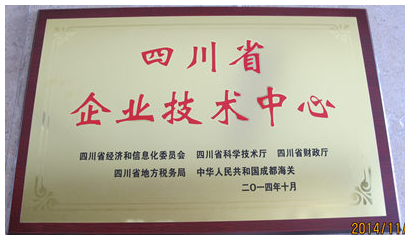 四川省
企业技术中心
四川省经济和信息化委员会 四川省科学技术厅 四川省财政厅
四川省地方税务局 中华人民共和国成都海关
二〇一四年十月
2014/11/